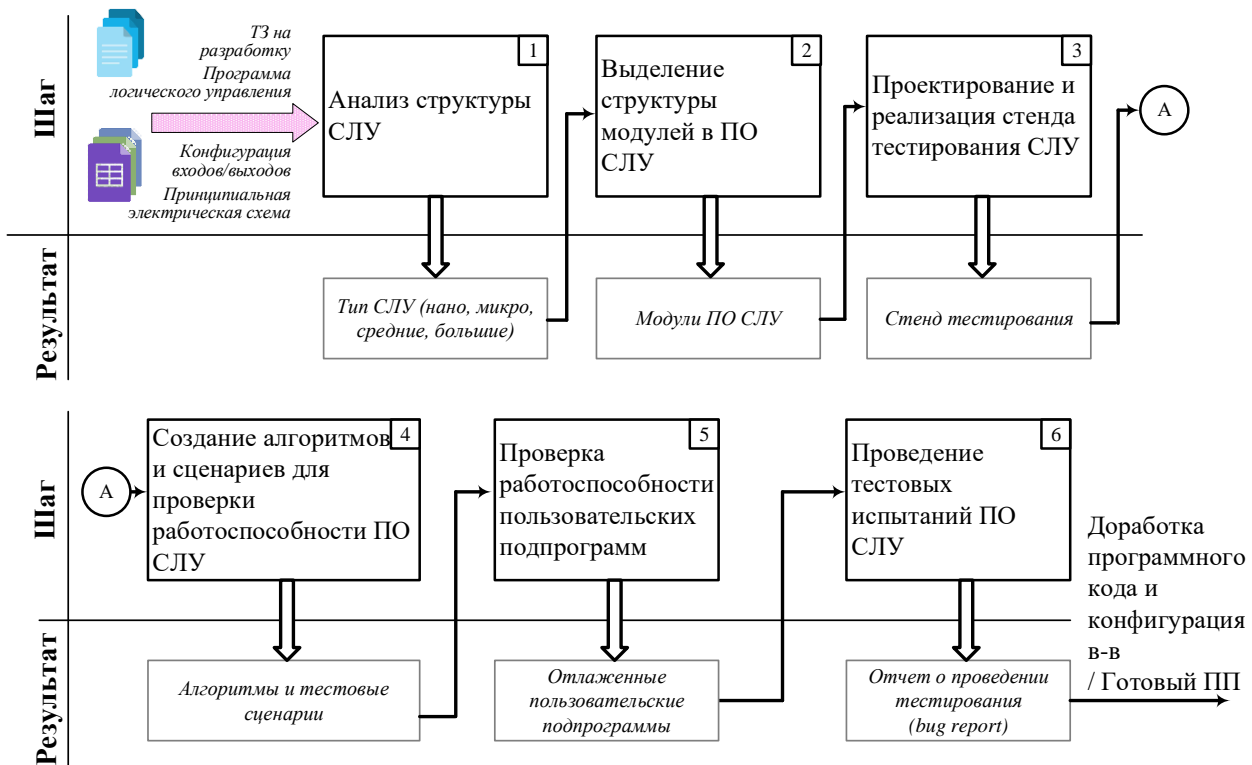 Шаг
ТЗ на
разработку
Программа
логического управления
Конфигурация
входов/выходов
Принципиальная
электрическая схема
1
Анализ структуры
СЛУ
2
Выделение
структуры
модулей в ПО
СЛУ
3
Проектирование и
реализация стенда
тестирования СЛУ
А
Результат
Тип СЛУ (нано, микро,
средние, большие)
Модули ПО СЛУ
Стенд тестирования
Шаг
А
4
Создание алгоритмов
и сценариев для
проверки
работоспособности ПО
СЛУ
5
Проверка
работоспособности
пользовательских
подпрограмм
6
Проведение
тестовых
испытаний ПО
СЛУ
Доработка
программного
кода и
конфигурация
в-в
/ Готовый ПП
Результат
Алгоритмы и тестовые
сценарии
Отлаженные
пользовательские
подпрограммы
Отчет о проведении
тестирования
(bug report)